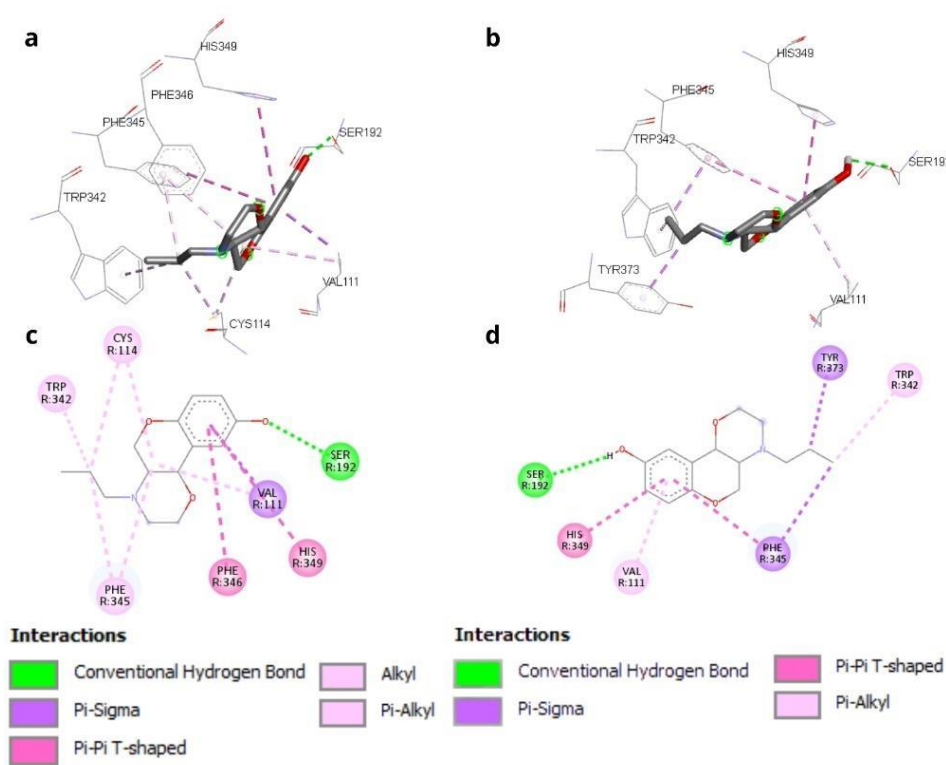 a
HIS349
PHE346
PHE345
SER192
TRP342
VAL111
CYS114
b
HIS349
PHE345
TRP342
SER192
TYR373
VAL111
c
CYS
R:114
TRP
R:342
SER
R:192
VAL
R:111
HIS
R:349
PHE
R:346
PHE
R:345
O
O
N
O
d
TYR
R:373
TRP
R:342
SER
R:192
HIS
R:349
VAL
R:111
PHE
R:345
H
O
O
N
O
Interactions
Conventional Hydrogen Bond
Pi-Sigma
Pi-Pi T-shaped
Alkyl
Pi-Alkyl
Interactions
Conventional Hydrogen Bond
Pi-Sigma
Pi-Pi T-shaped
Pi-Alkyl